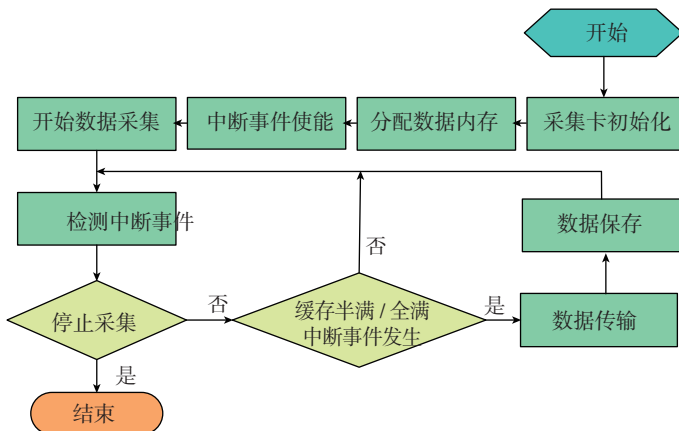 开始
开始数据采集
中断事件使能
分配数据内存
采集卡初始化
检测中断事件
数据保存
否
停止采集
否
缓存半满 / 全满
中断事件发生
是
数据传输
是
结束